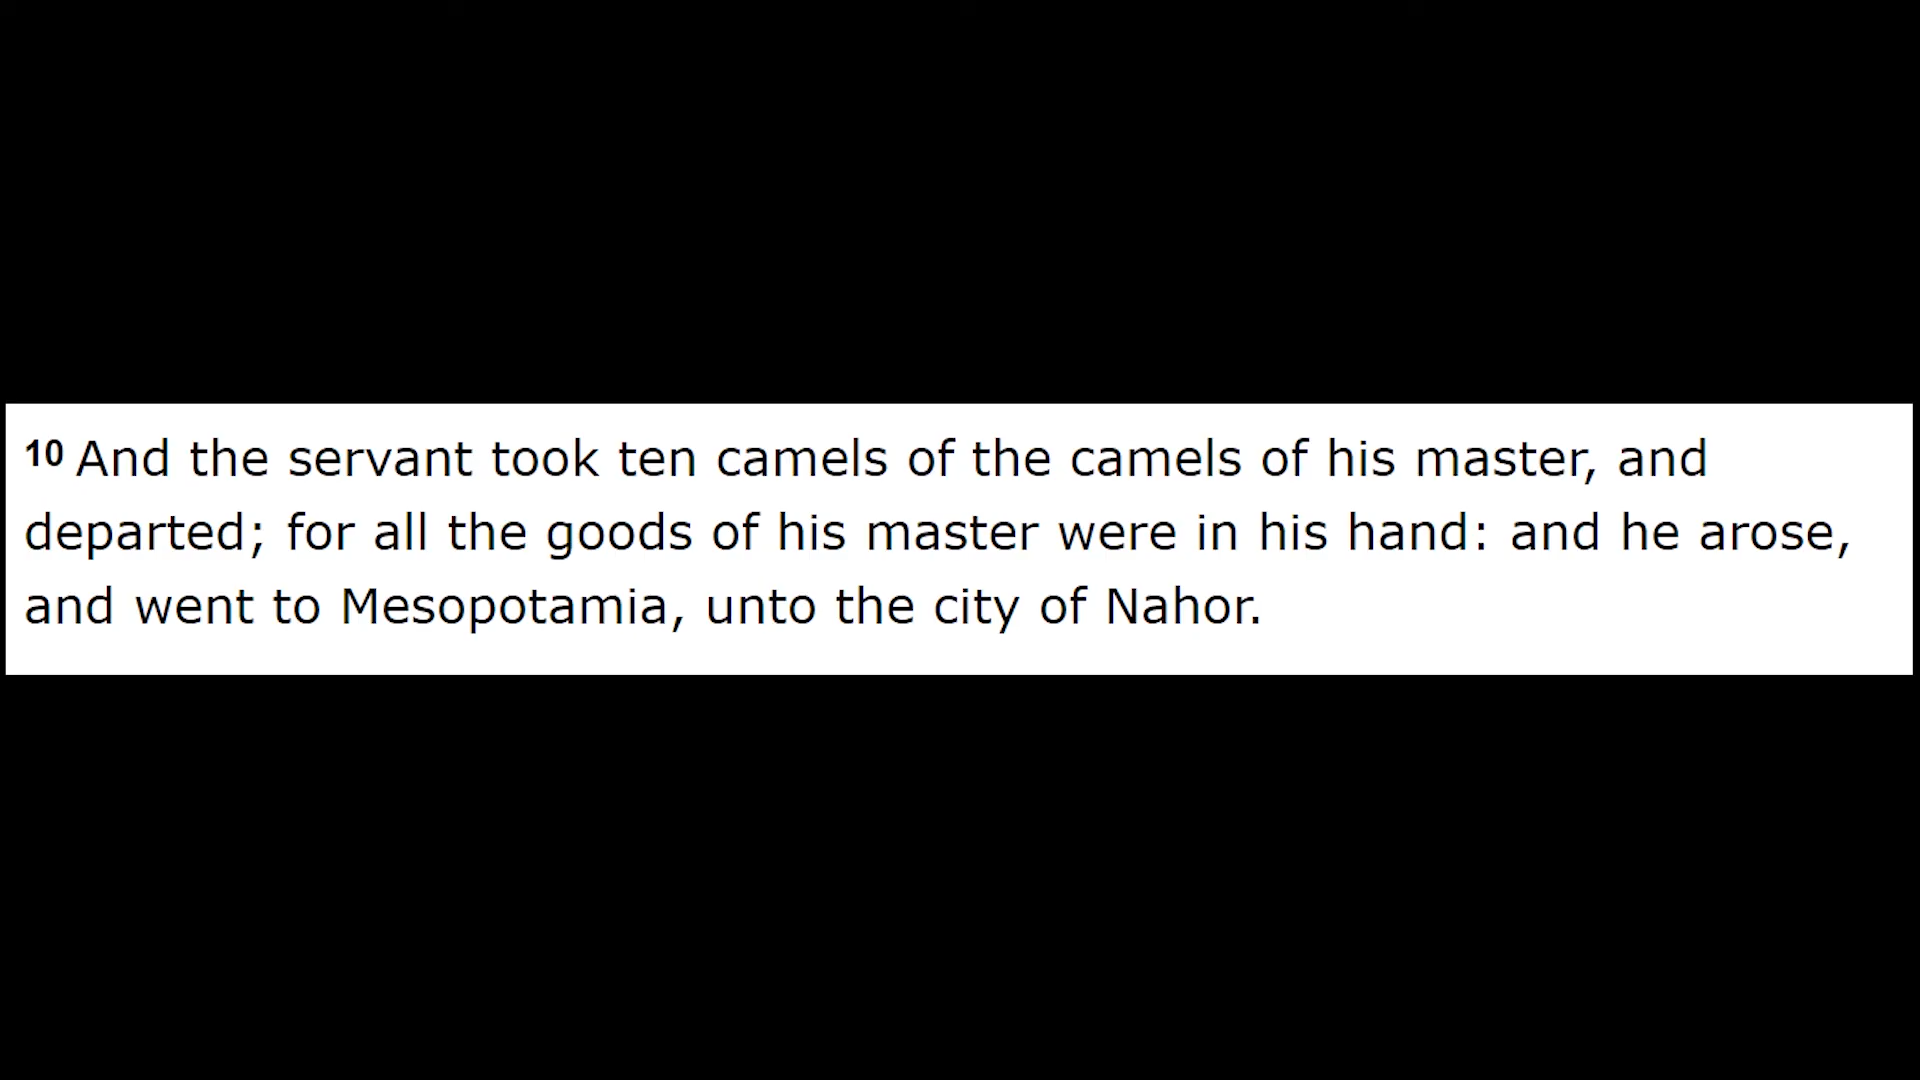 10 And the servant took ten camels of the camels of his master, and
departed; for all the goods of his master were in his hand: and he arose,
and went to Mesopotamia, unto the city of Nahor.